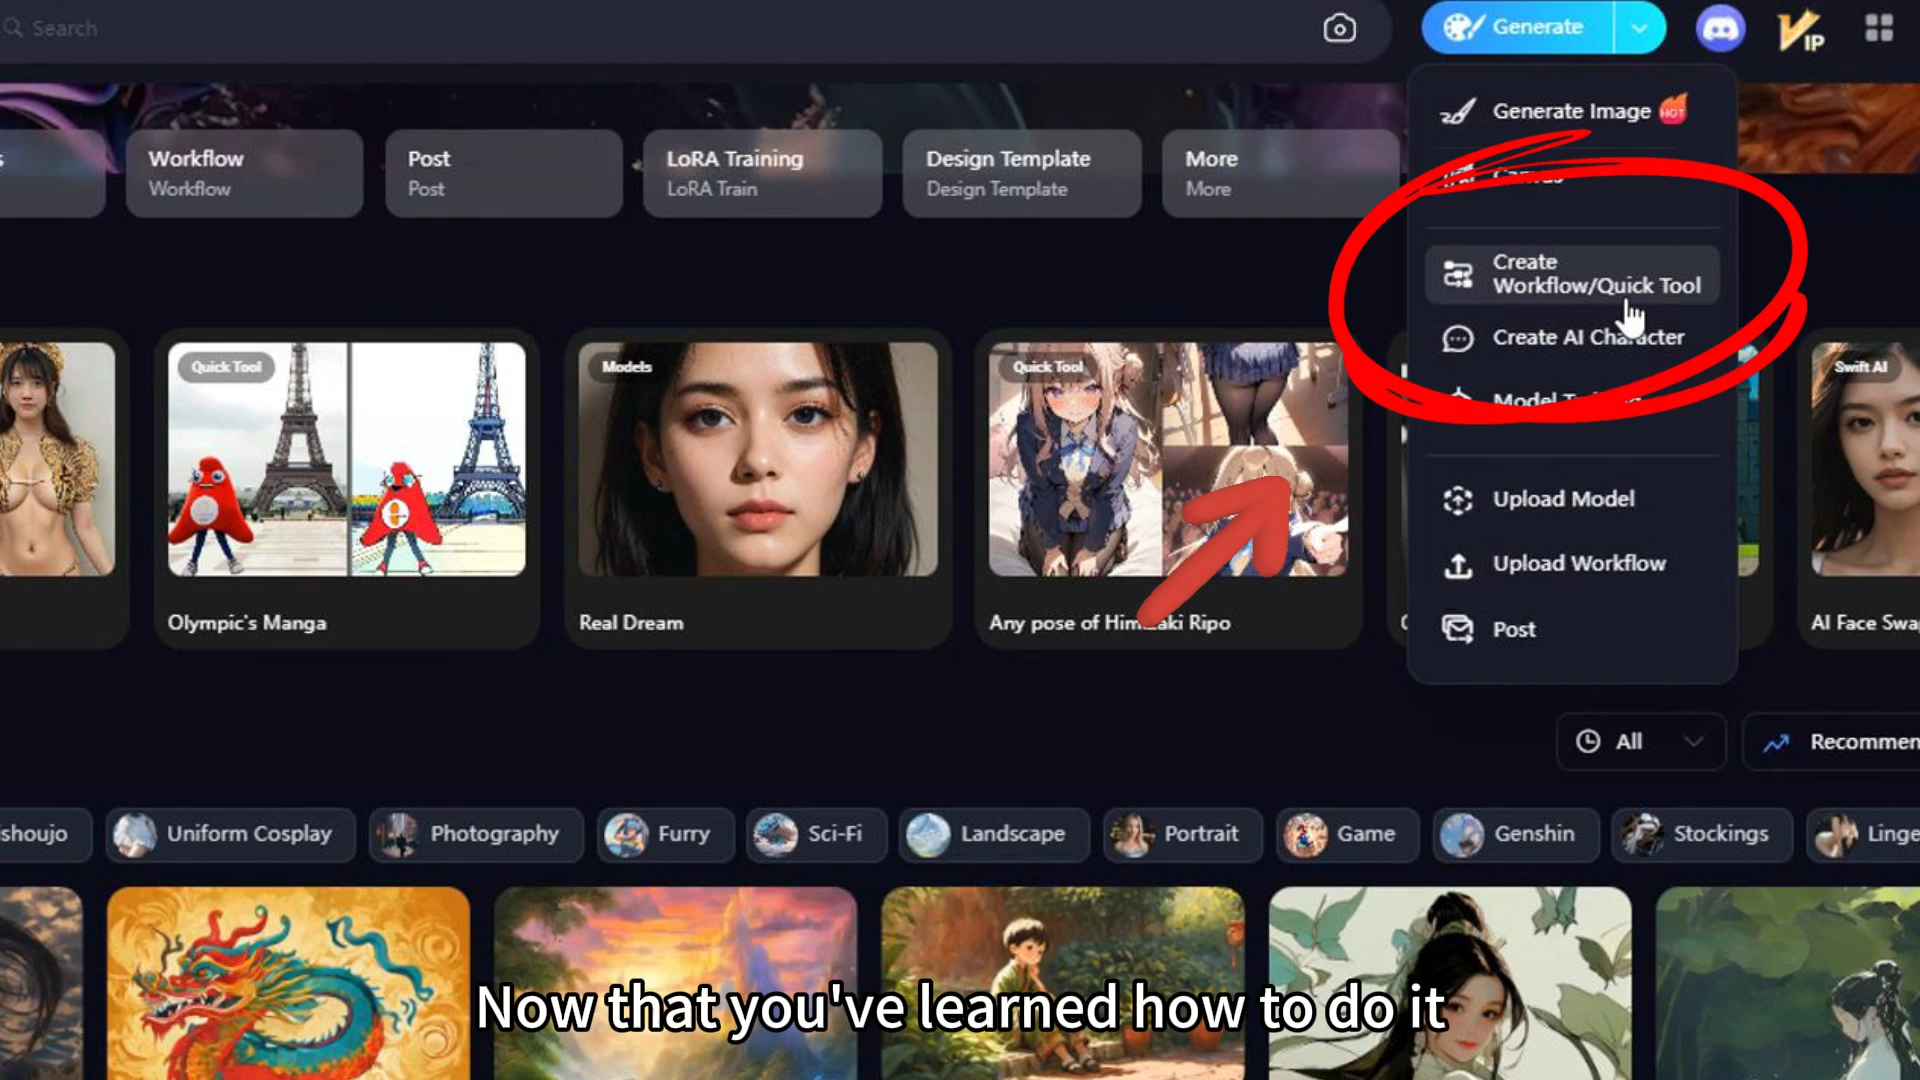 Search
Generate
VIP
Generate Image HOT
Canvas
Create
Workflow/Quick Tool
Create AI Character
Upload Model
Upload Workflow
Post
Workflow
Workflow
Post
Post
LoRA Training
LoRA Train
Design Template
Design Template
More
More
Quick Tool
Olympic's Manga
Models
Real Dream
Quick Tool
Any pose of Himezaki Ripo
Swift AI
AI Face Swa
All
Recommen
shoujo
Uniform Cosplay
Photography
Furry
Sci-Fi
Landscape
Portrait
Game
Genshin
Stockings
Linge
Now that you've learned how to do it